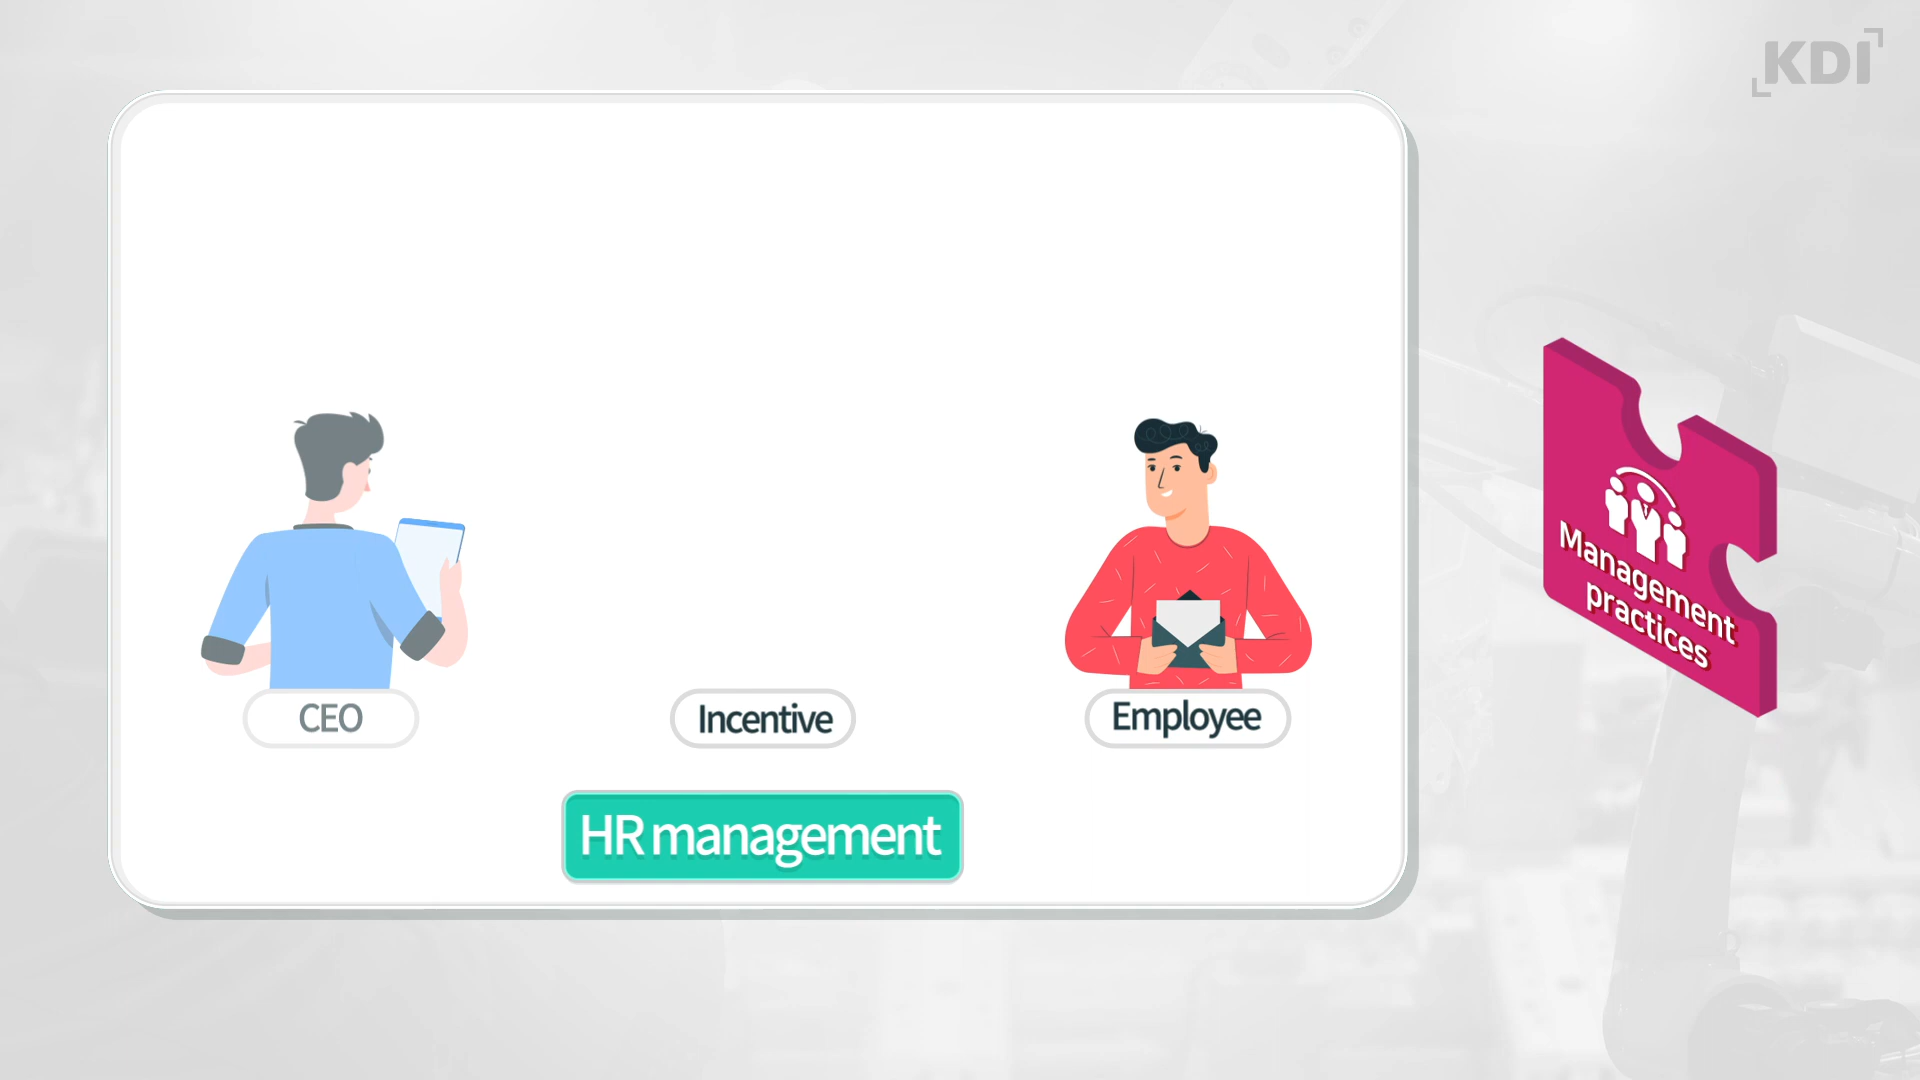 KDI
CEO
Incentive
Employee
HR management
Management
practices